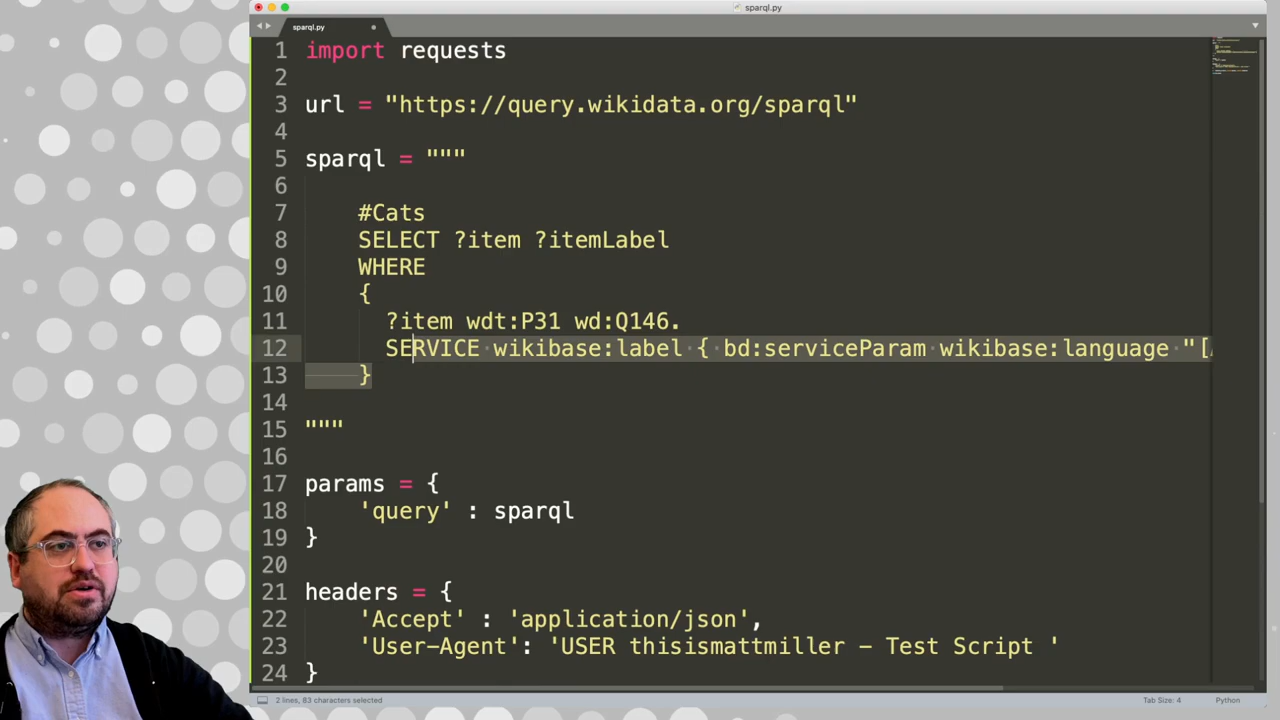 sparql.py
sparql.py
1 import requests
2
3 url = "https://query.wikidata.org/sparql"
4
5 sparql = """
6
7 #Cats
8 SELECT ?item ?itemLabel
9 WHERE
10 {
11 ?item wdt:P31 wd:Q146.
12 SERVICE wikibase:label { bd:serviceParam wikibase:language "[
13 }
14
15 """
16
17 params = {
18 'query' : sparql
19 }
20
21 headers = {
22 'Accept' : 'application/json',
23 'User-Agent': 'USER thisismattmiller - Test Script '
24 }
2 lines, 83 characters selected
Tab Size: 4
Python